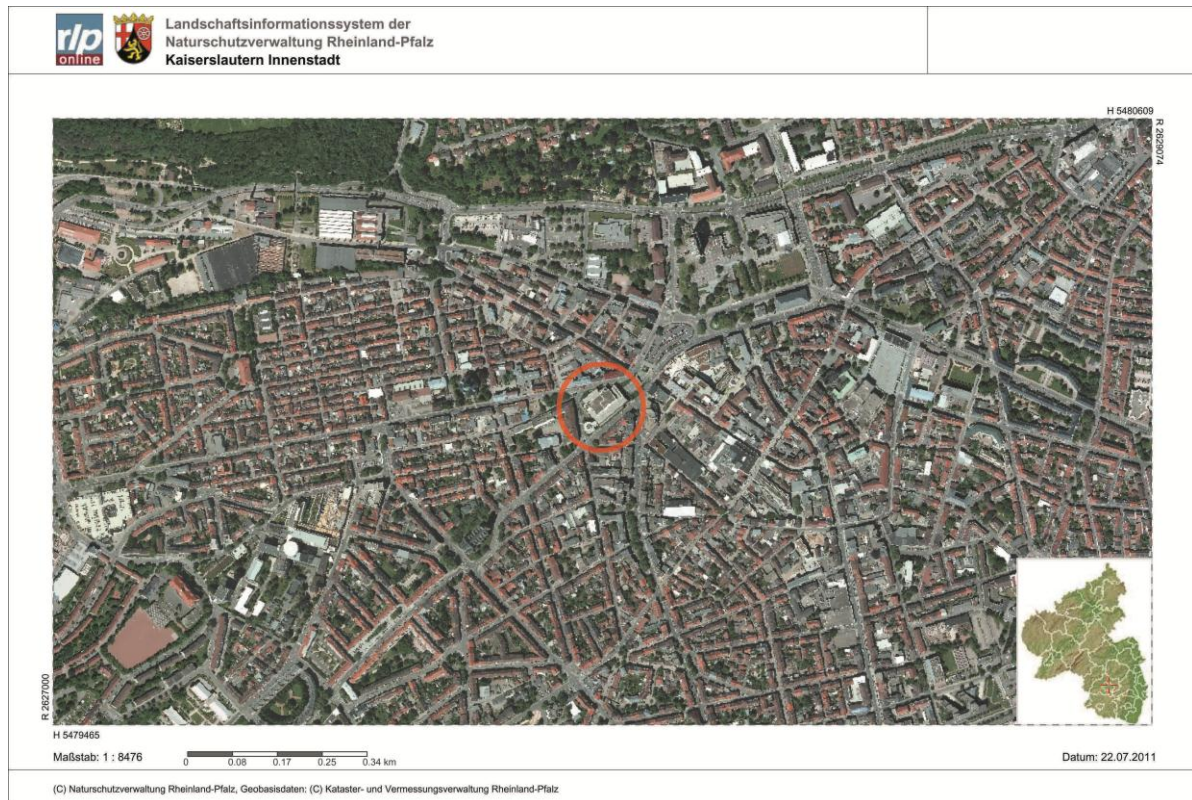 rlp
online
Landschaftsinformationssystem der
Naturschutzverwaltung Rheinland-Pfalz
Kaiserslautern Innenstadt
H 5480609
R 2629074
R 2627000
H 5479465
Maßstab: 1 : 8476
0 0.08 0.17 0.25 0.34 km
Datum: 22.07.2011
(C) Naturschutzverwaltung Rheinland-Pfalz, Geobasisdaten: (C) Kataster- und Vermessungsverwaltung Rheinland-Pfalz